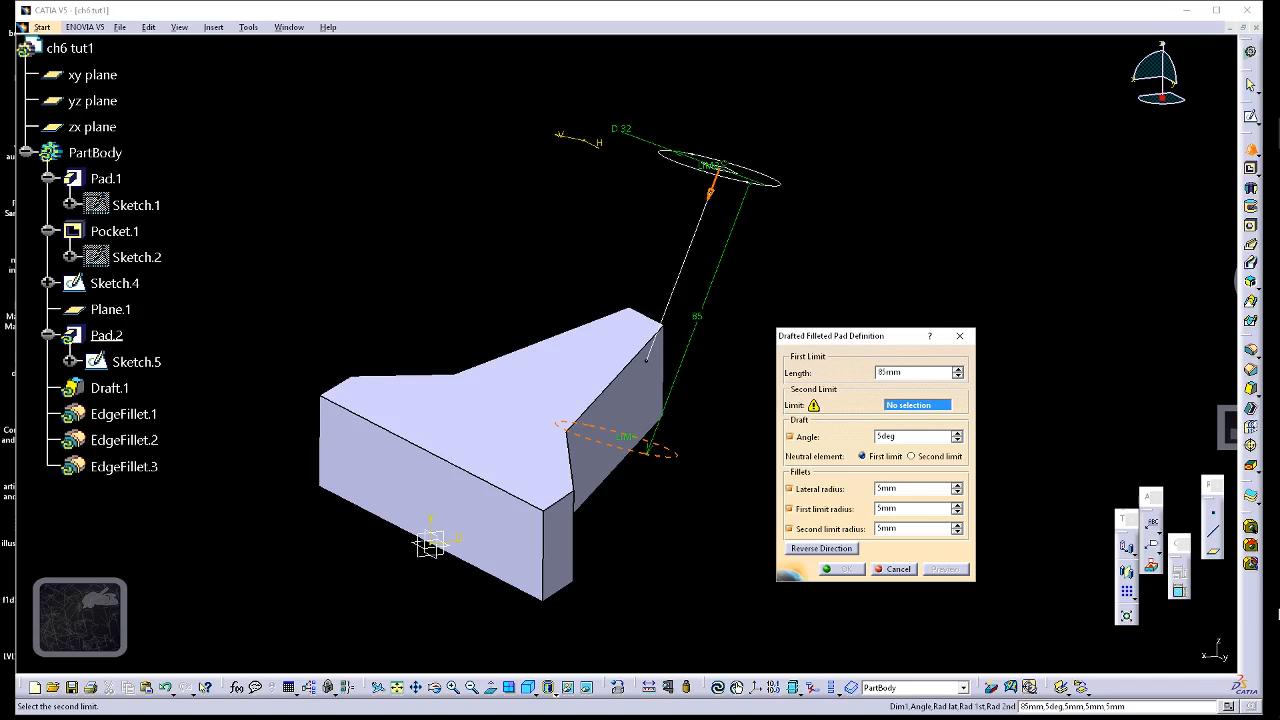 CATIA V5 - [ch6 tut1]
Start ENOVIA V5 File Edit View Insert Tools Window Help
ch6 tut1
xy plane
yz plane
zx plane
PartBody
Pad.1
Sketch.1
Pocket.1
Sketch.2
Sketch.4
Plane.1
Pad.2
Sketch.5
Draft.1
EdgeFillet.1
EdgeFillet.2
EdgeFillet.3
D 32
V
H
85
Drafted Filleted Pad Definition ?
First Limit
Length: 85mm
Second Limit
Limit: No selection
Draft
Angle: 5deg
Neutral element: First limit Second limit
Fillets
Lateral radius: 5mm
First limit radius: 5mm
Second limit radius: 5mm
Reverse Direction
OK Cancel Preview
z
x y
PartBody
CATIA
Select the second limit. Dim1,Angle,Rad lat,Rad 1st,Rad 2nd 85mm,5deg,5mm,5mm,5mm